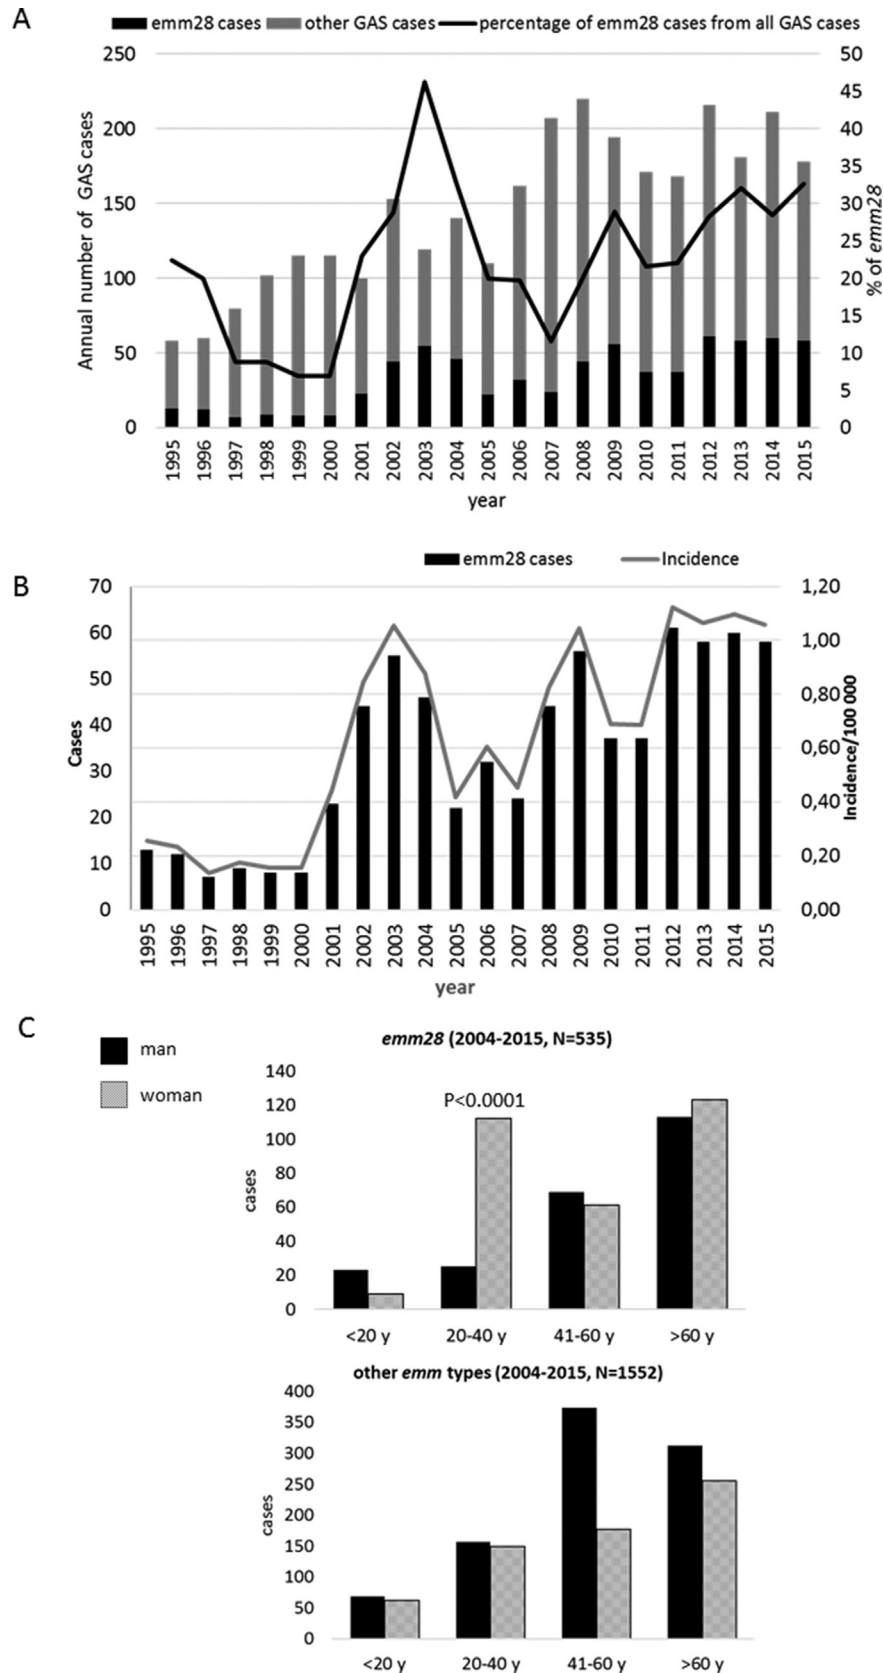 A
emm28 cases other GAS cases percentage of emm28 cases from all GAS cases
250
200
150
100
50
0
Annual number of GAS cases
50
45
40
35
30
25
20
15
10
5
0
% of emm28
1995 1996 1997 1998 1999 2000 2001 2002 2003 2004 2005 2006 2007 2008 2009 2010 2011 2012 2013 2014 2015
year
B
emm28 cases Incidence
70
60
50
40
30
20
10
0
Cases
1,20
1,00
0,80
0,60
0,40
0,20
0,00
Incidence/100 000
1995 1996 1997 1998 1999 2000 2001 2002 2003 2004 2005 2006 2007 2008 2009 2010 2011 2012 2013 2014 2015
year
C
man
woman
emm28 (2004-2015, N=535)
140
120
100
80
60
40
20
0
cases
P<0.0001
<20 y 20-40 y 41-60 y >60 y
other emm types (2004-2015, N=1552)
400
350
300
250
200
150
100
50
0
cases
<20 y 20-40 y 41-60 y >60 y